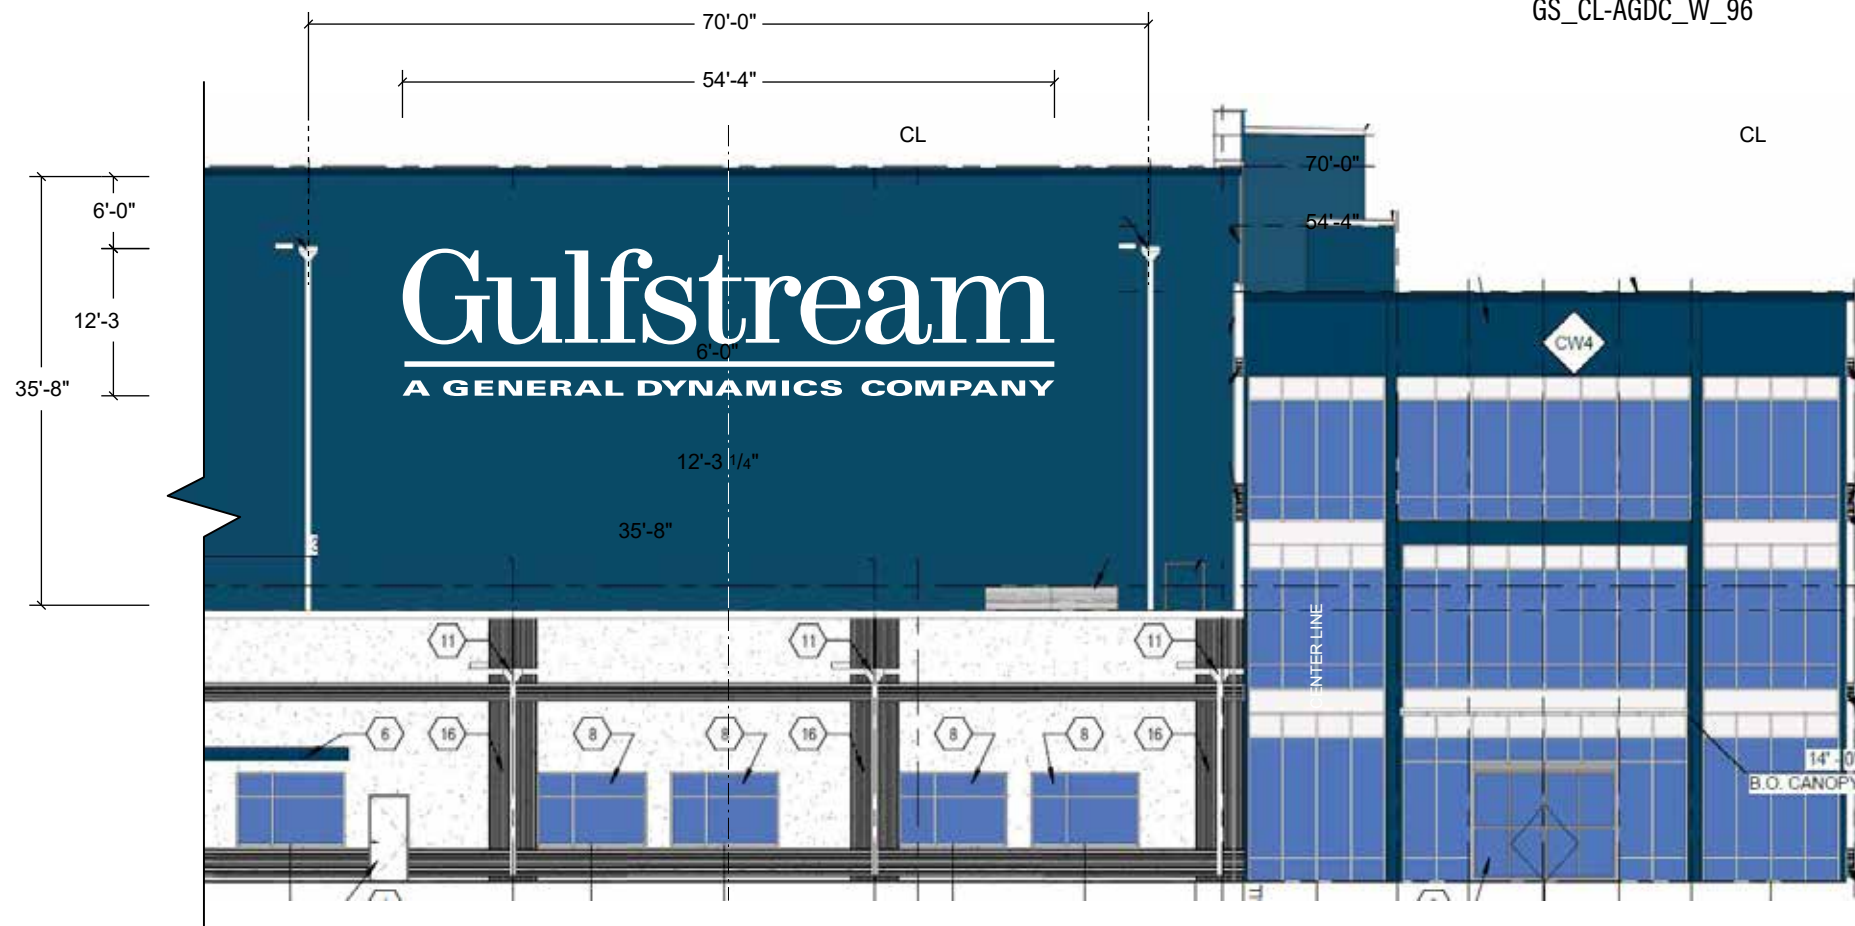 GS_CL-AGDC_W_96
70'-0"
54'-4"
CL
CL
70'-0"
6'-0"
54'-4"
Gulfstream
12'-3
CW4
6'-0"
A GENERAL DYNAMICS COMPANY
35'-8"
12'-3 1/4"
35'-8"
11
11
11
ENTER LINE
6
16
8
8
16
8
8
16
14' - 0
B.O. CANOPY